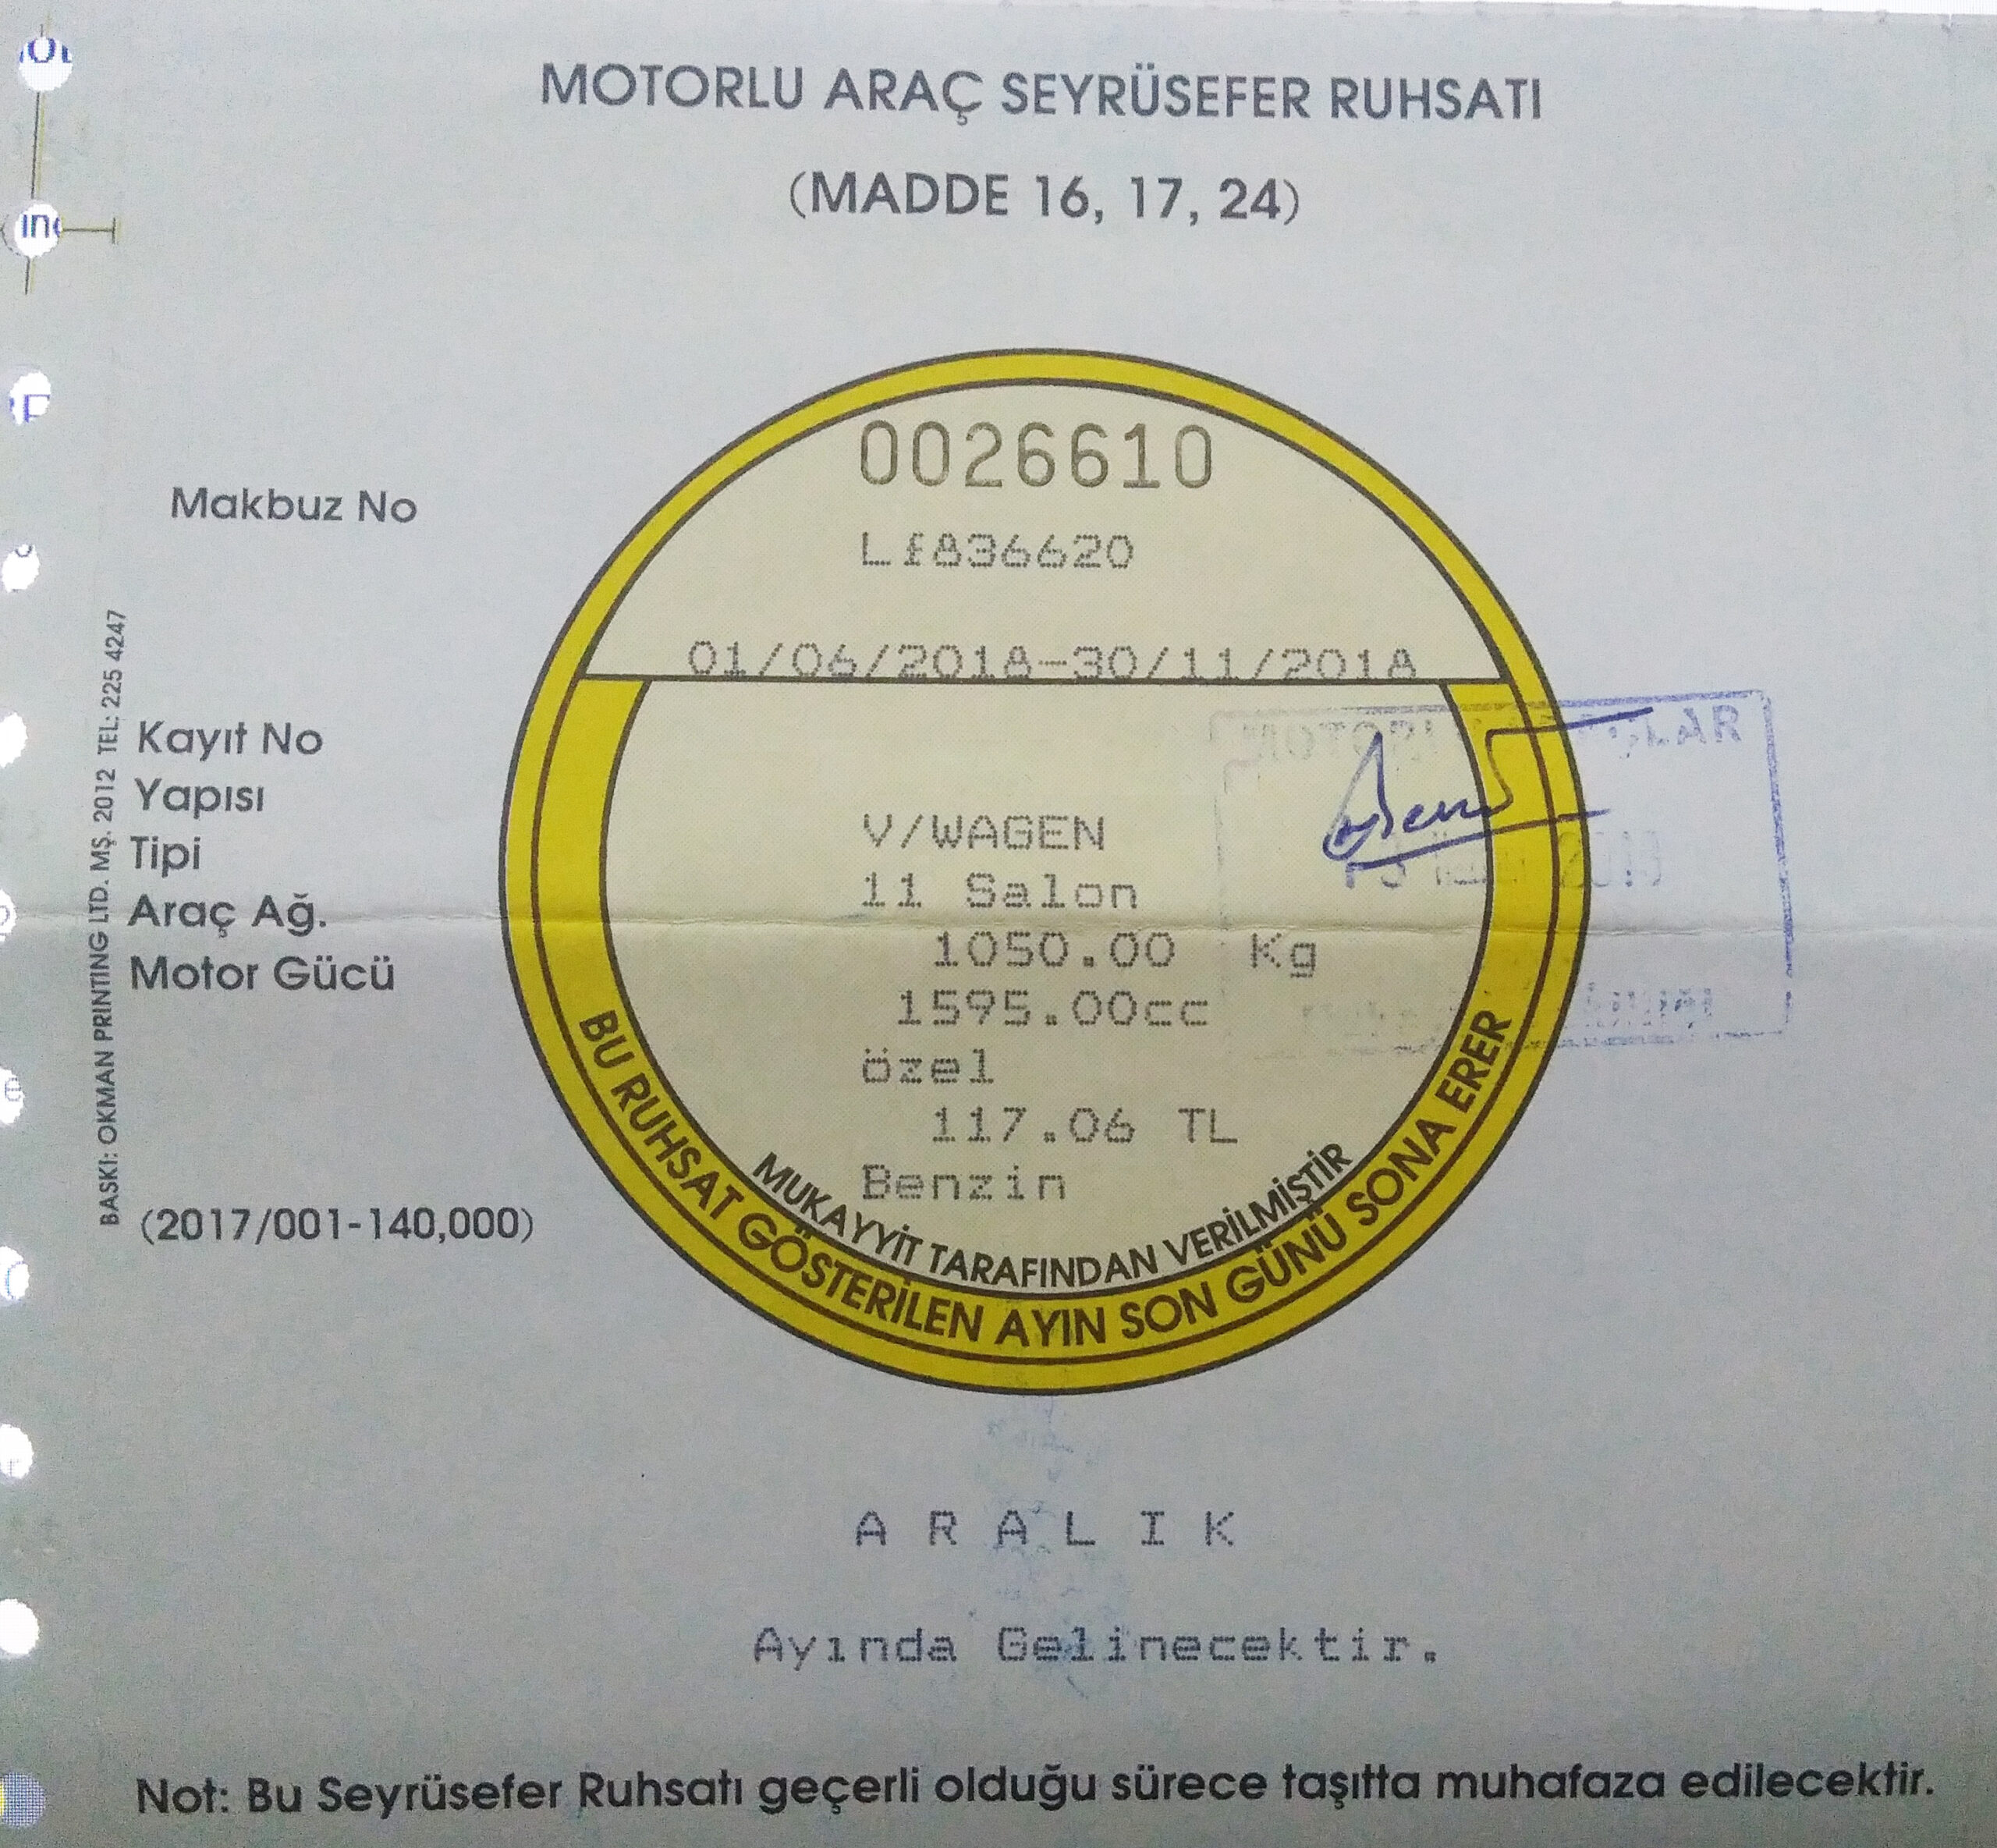 MOTORLU ARAÇ SEYRÜSEFER RUHSATI
(MADDE 16, 17, 24)
0026610
Makbuz No
LfA36620
01/06/2018-30/11/2018
Kayıt No
Yapısı
V/WAGEN
Tipi
11 Salon
Araç Ağ.
1050.00 Kg
Motor Gücü
1595.00cc
özel
117.06 TL
Benzin
(2017/001-140,000)
MUKAYYİT TARAFINDAN VERİLMİŞTİR
BU RUHSAT GÖSTERİLEN AYIN SON GÜNÜ SONA ERER
BASKI: OKMAN PRINTING LTD. MŞ. 2012 TEL: 225 4247
A R A L I K
Ayında Gelinecektir.
Not: Bu Seyrüsefer Ruhsatı geçerli olduğu sürece taşıtta muhafaza edilecektir.